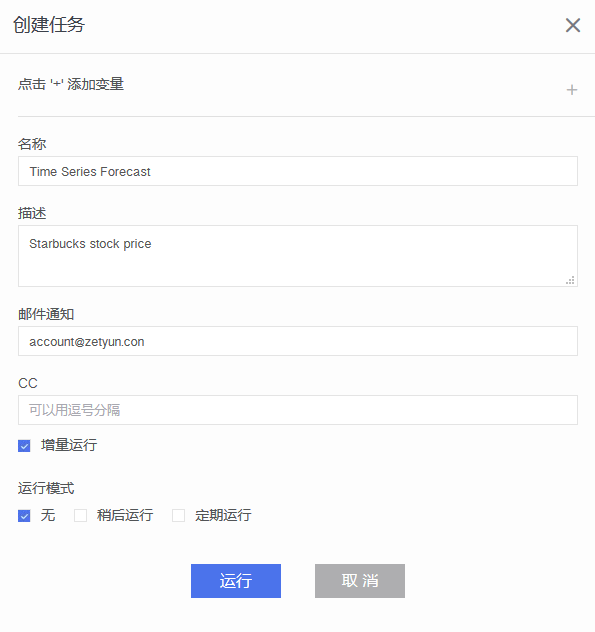 创建任务
点击 '+' 添加变量
名称
Time Series Forecast
描述
Starbucks stock price
邮件通知
account@zetyun.con
CC
可以用逗号分隔
增量运行
运行模式
无 稍后运行 定期运行
运行 取 消